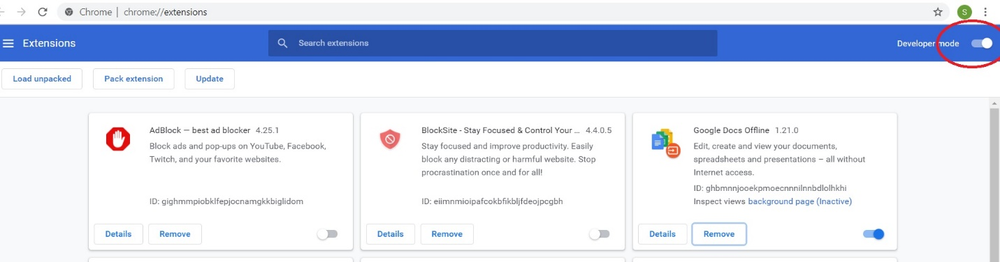 Chrome | chrome://extensions
S
Extensions
Search extensions
Developer mode
Load unpacked
Pack extension
Update
AdBlock — best ad blocker 4.25.1
Block ads and pop-ups on YouTube, Facebook,
Twitch, and your favorite websites.
ID: gighmmpiobklfepjocnamgkkbiglidom
Details
Remove
BlockSite - Stay Focused & Control Your ... 4.4.0.5
Stay focused and improve productivity. Easily
block any distracting or harmful website. Stop
procrastination once and for all!
ID: eiimnmioipafcokbfikbljfdeojpcgbh
Details
Remove
Google Docs Offline 1.21.0
Edit, create and view your documents,
spreadsheets and presentations – all without
Internet access.
ID: ghbmnnjooekpmoecnnnilnnbdlolhkhi
Inspect views background page (Inactive)
Details
Remove